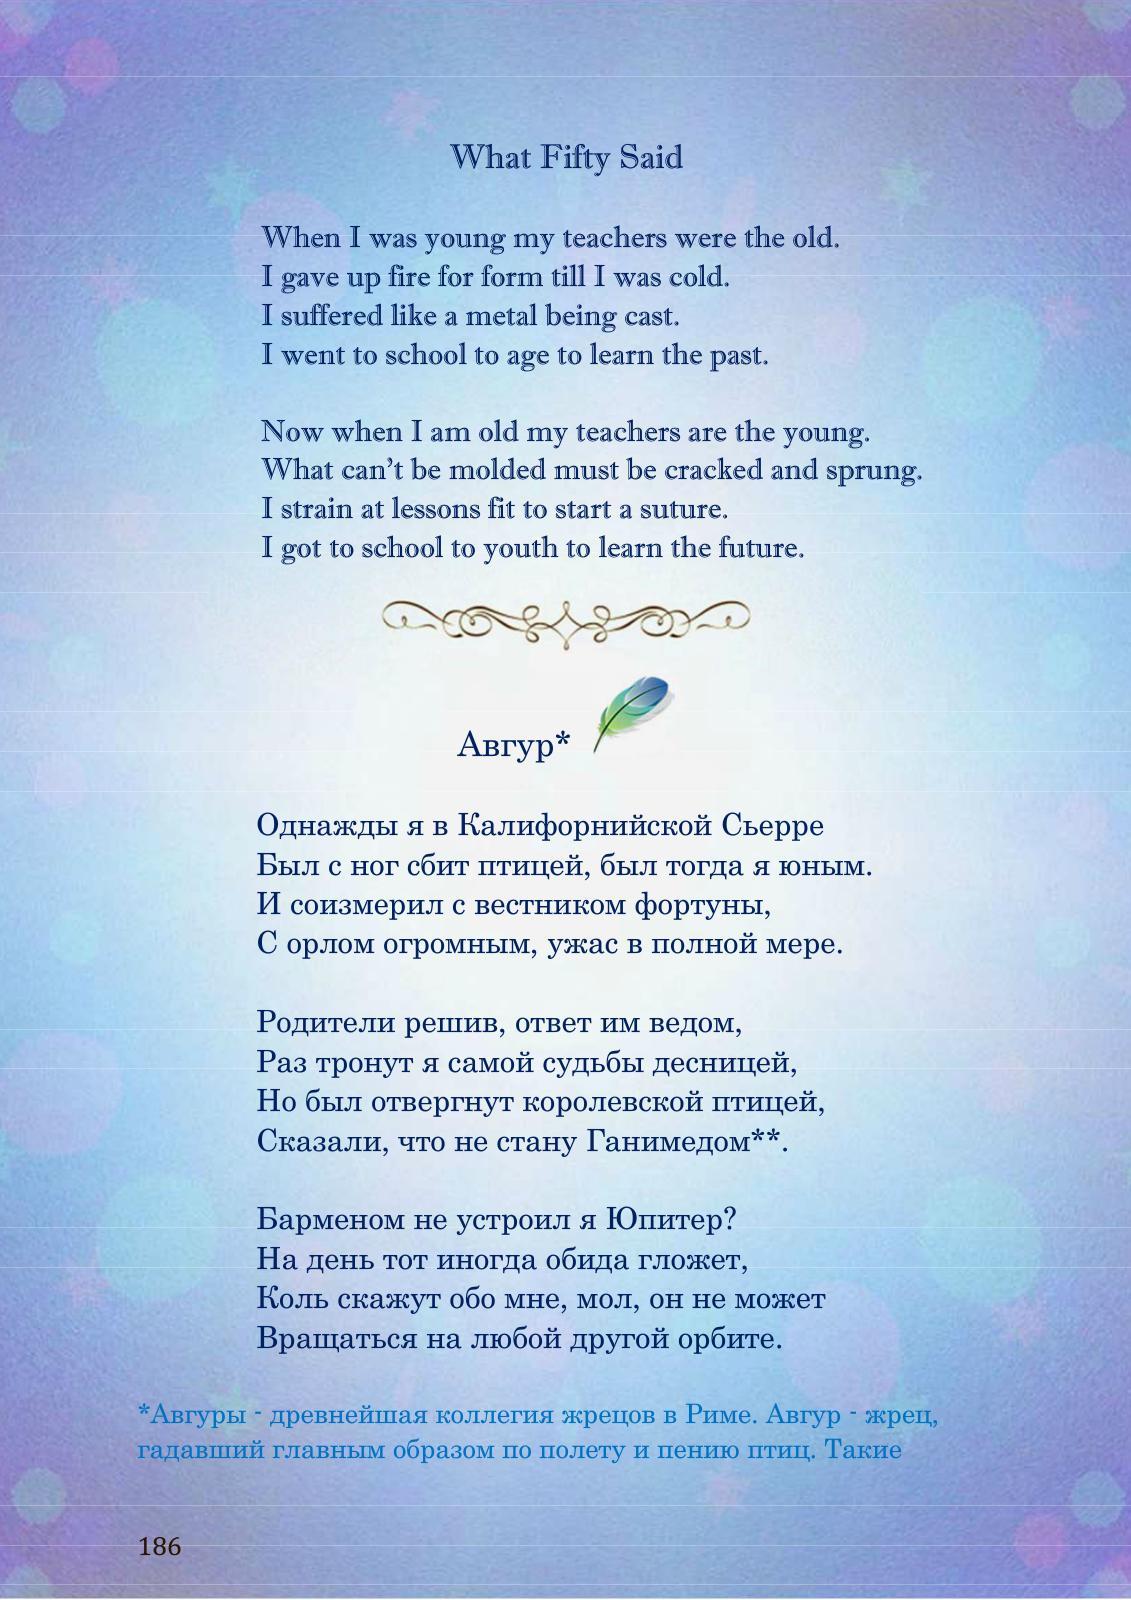 What Fifty Said
When I was young my teachers were the old.
I gave up fire for form till I was cold.
I suffered like a metal being cast.
I went to school to age to learn the past.
Now when I am old my teachers are the young.
What can’t be molded must be cracked and sprung.
I strain at lessons fit to start a suture.
I got to school to youth to learn the future.
Авгур*
Однажды я в Калифорнийской Сьерре
Был с ног сбит птицей, был тогда я юным.
И соизмерил с вестником фортуны,
С орлом огромным, ужас в полной мере.
Родители решив, ответ им ведом,
Раз тронут я самой судьбы десницей,
Но был отвергнут королевской птицей,
Сказали, что не стану Ганимедом**.
Барменом не устроил я Юпитер?
На день тот иногда обида гложет,
Коль скажут обо мне, мол, он не может
Вращаться на любой другой орбите.
*Авгуры - древнейшая коллегия жрецов в Риме. Авгур - жрец,
гадавший главным образом по полету и пению птиц. Такие
186